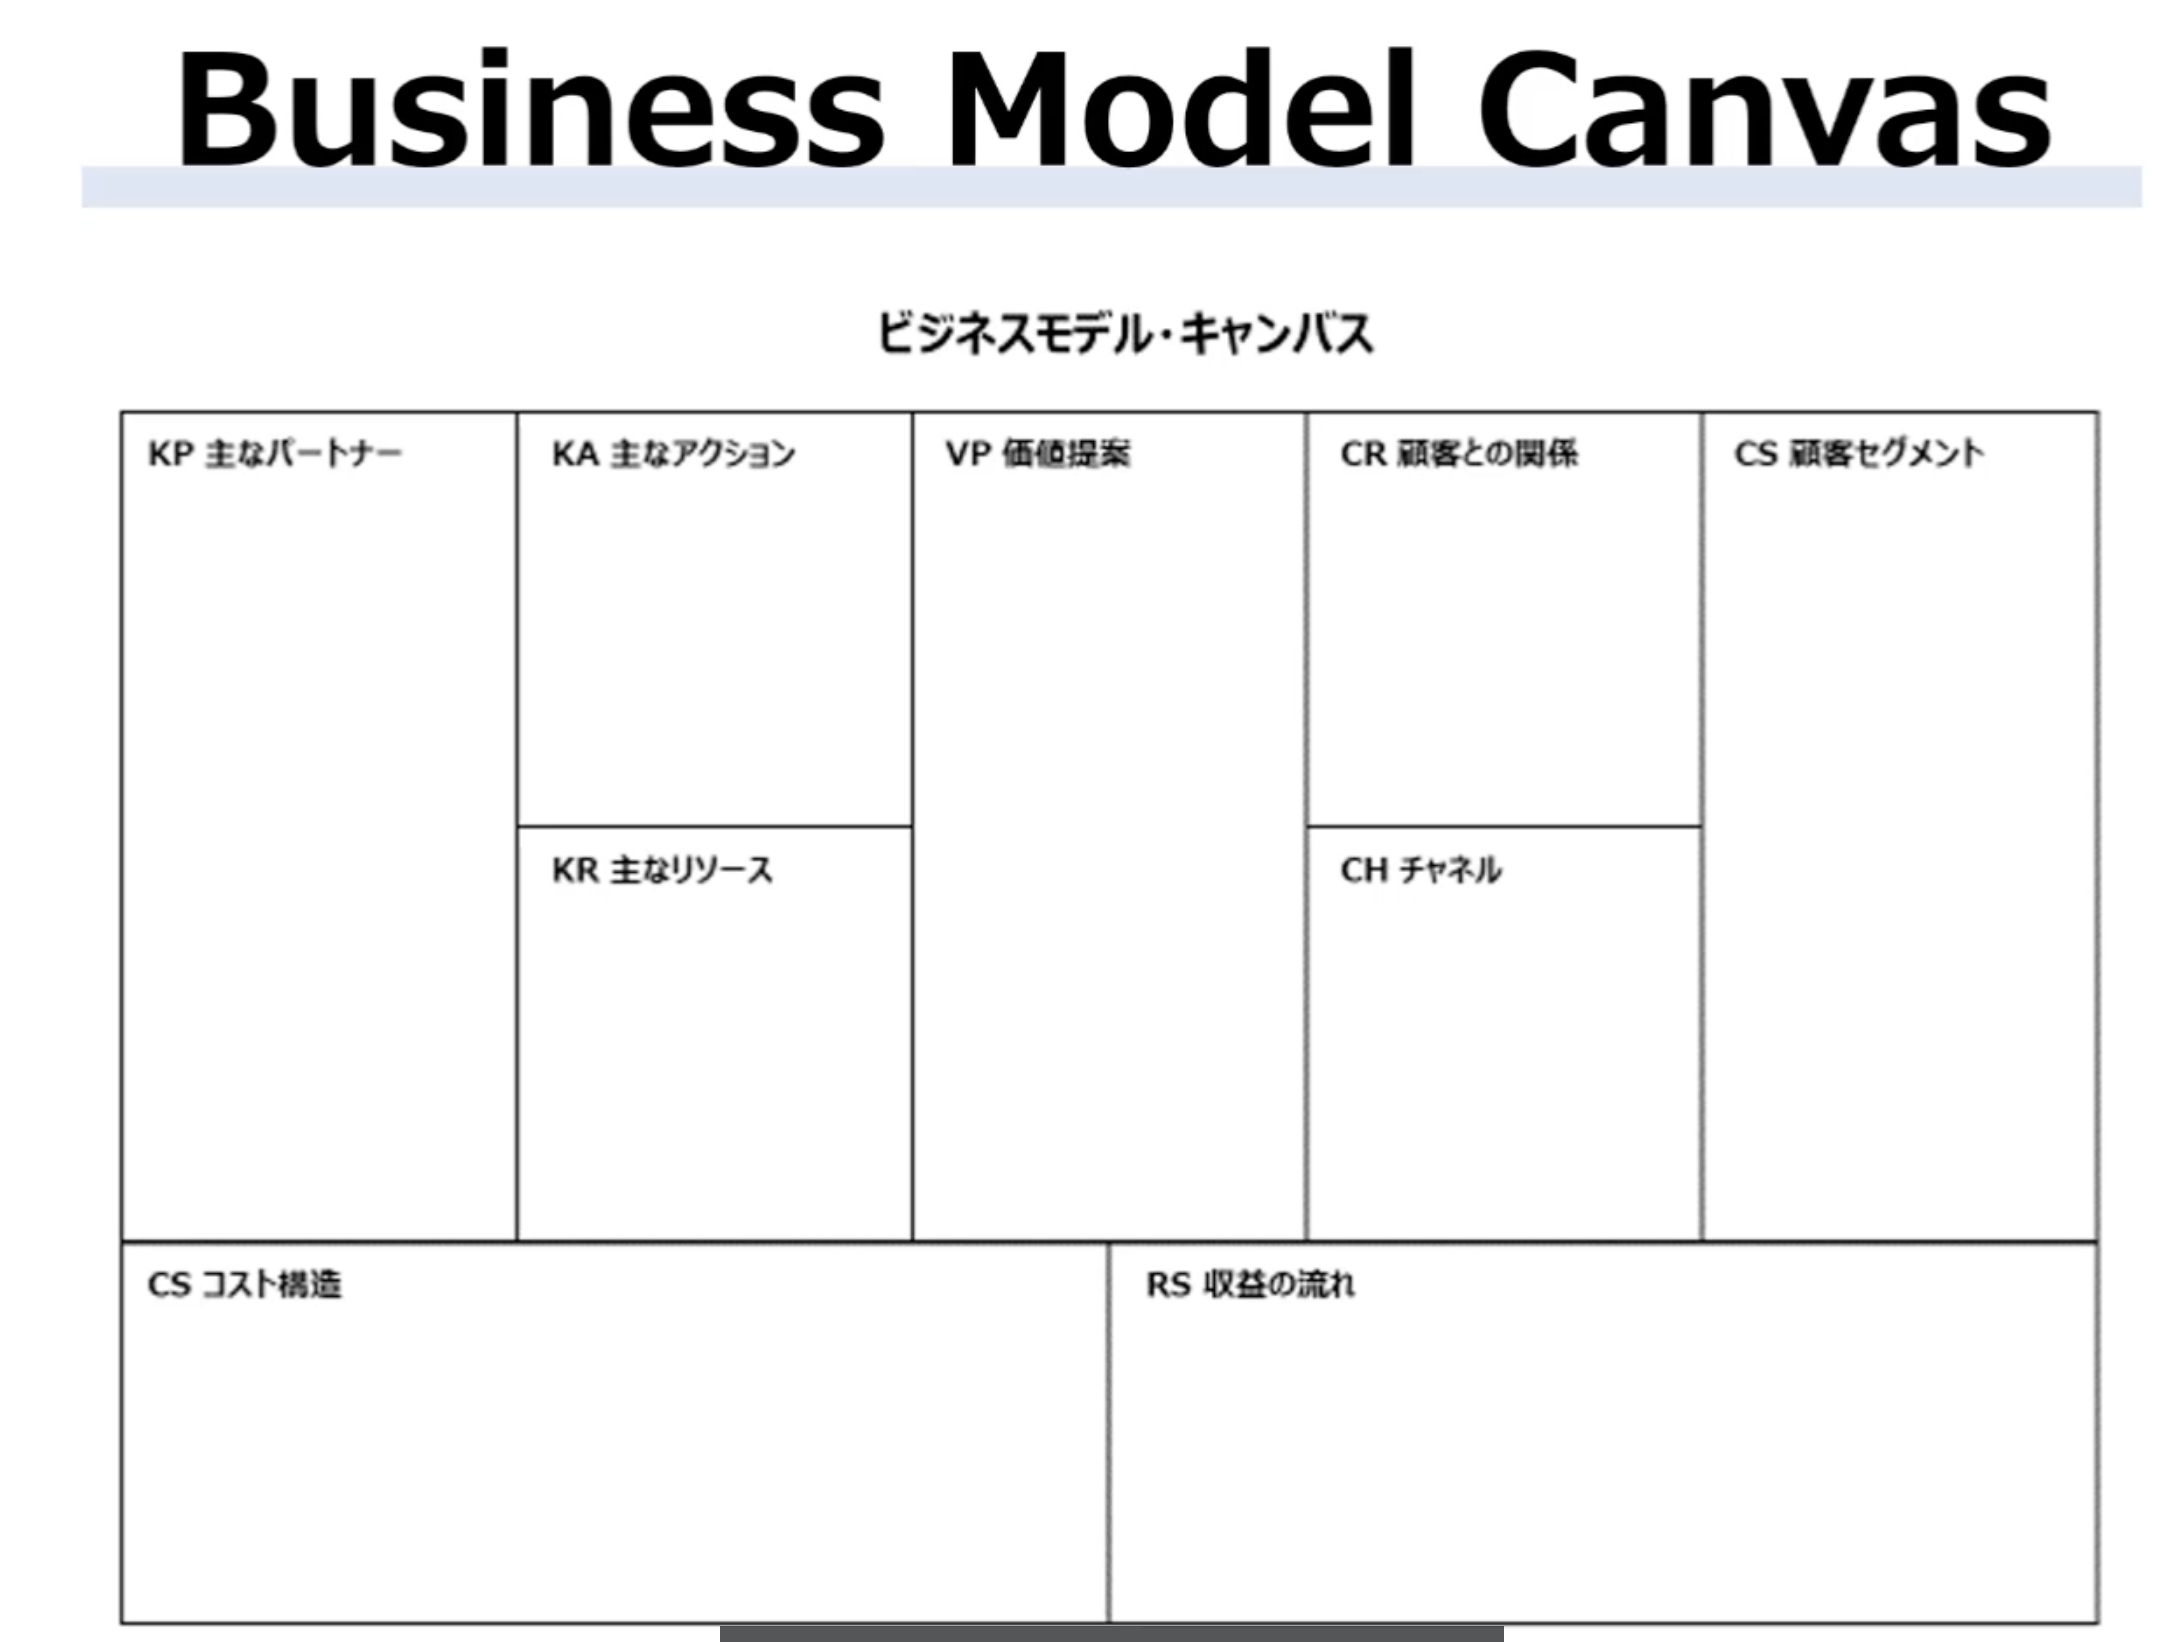 Business Model Canvas
ビジネスモデル・キャンバス
KP 主なパートナー
KA 主なアクション
VP 価値提案
CR 顧客との関係
CS 顧客セグメント
KR 主なリソース
CH チャネル
CS コスト構造
RS 収益の流れ